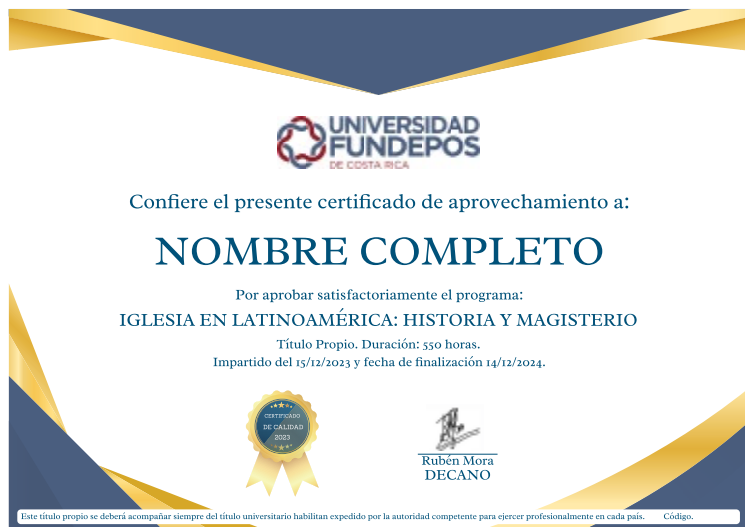 UNIVERSIDAD
FUNDEPOS
DE COSTA RICA
Confiere el presente certificado de aprovechamiento a:
NOMBRE COMPLETO
Por aprobar satisfactoriamente el programa:
IGLESIA EN LATINOAMÉRICA: HISTORIA Y MAGISTERIO
Título Propio. Duración: 550 horas.
Impartido del 15/12/2023 y fecha de finalización 14/12/2024.
CERTIFICADO
DE CALIDAD
2023
Rubén Mora
DECANO
Este título propio se deberá acompañar siempre del título universitario habilitan expedido por la autoridad competente para ejercer profesionalmente en cada país. Código.